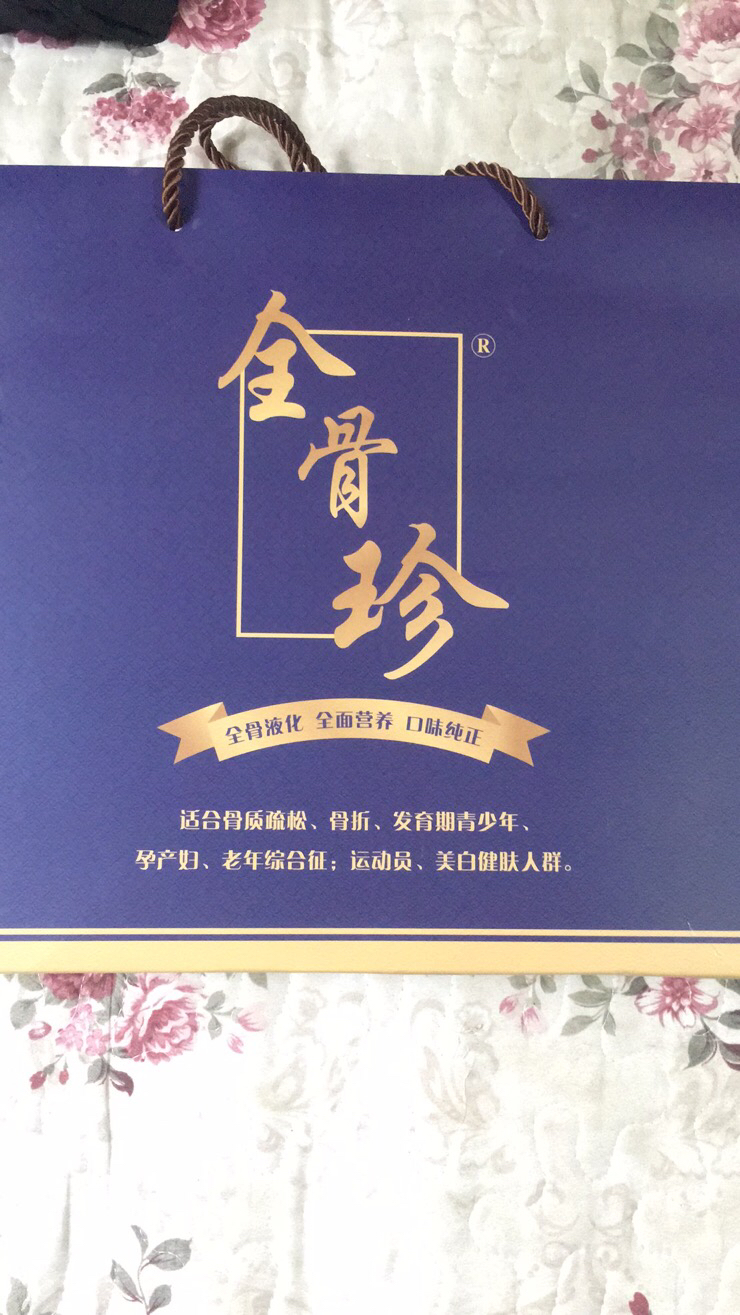 全骨珍
®
全骨液化 全面营养 口味纯正
适合骨质疏松、骨折、发育期青少年、
孕产妇、老年综合征；运动员、美白健肤人群。